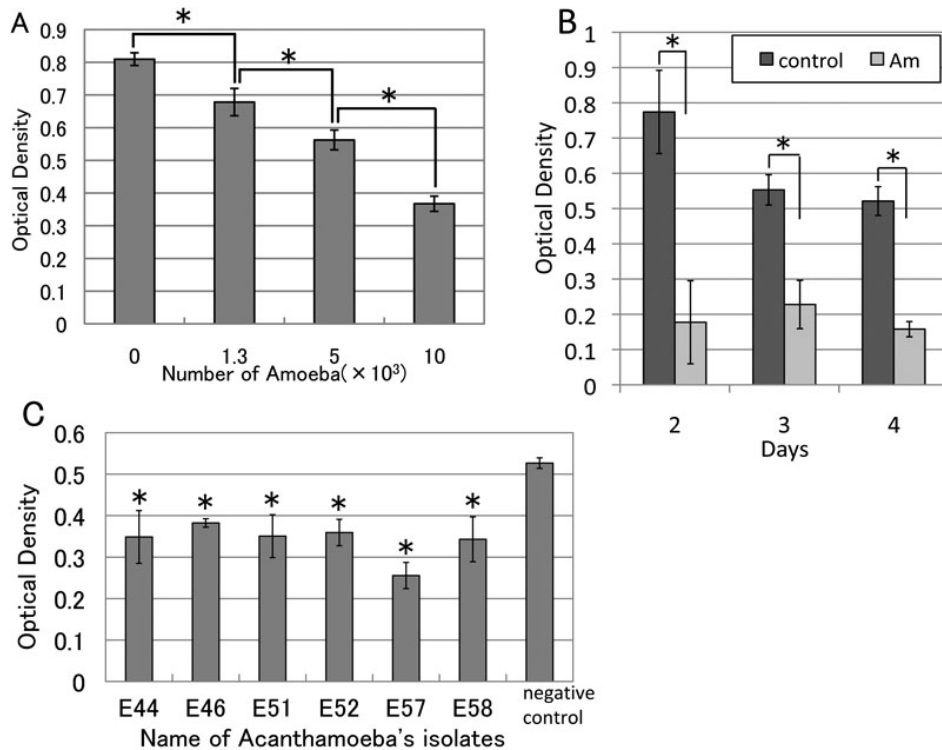 A
Optical Density
0.9
0.8
0.7
0.6
0.5
0.4
0.3
0.2
0.1
0
* * *
0 1.3 5 10
Number of Amoeba(×10³)
B
Optical Density
1
0.9
0.8
0.7
0.6
0.5
0.4
0.3
0.2
0.1
0
control Am
* * *
2 3 4
Days
C
Optical Density
0.6
0.5
0.4
0.3
0.2
0.1
0
* * * * * *
E44 E46 E51 E52 E57 E58 negative
control
Name of Acanthamoeba's isolates